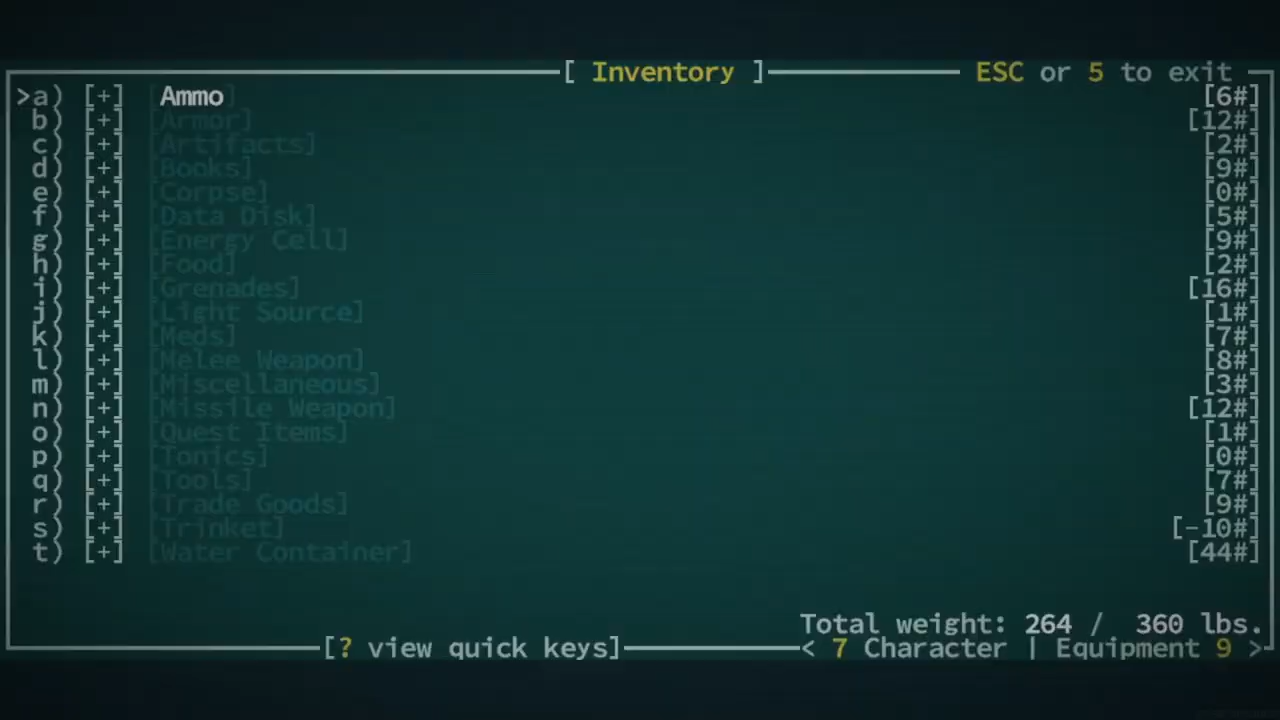 [ Inventory ] ESC or 5 to exit
>a) [+] [Ammo] [6#]
b) [+] [Armor] [12#]
c) [+] [Artifacts] [2#]
d) [+] [Books] [9#]
e) [+] [Corpse] [0#]
f) [+] [Data Disk] [5#]
g) [+] [Energy Cell] [9#]
h) [+] [Food] [2#]
i) [+] [Grenades] [16#]
j) [+] [Light Source] [1#]
k) [+] [Meds] [7#]
l) [+] [Melee Weapon] [8#]
m) [+] [Miscellaneous] [3#]
n) [+] [Missile Weapon] [12#]
o) [+] [Quest Items] [1#]
p) [+] [Tonics] [0#]
q) [+] [Tools] [7#]
r) [+] [Trade Goods] [9#]
s) [+] [Trinket] [-10#]
t) [+] [Water Container] [44#]
Total weight: 264 / 360 lbs.
[? view quick keys] < 7 Character | Equipment 9 >